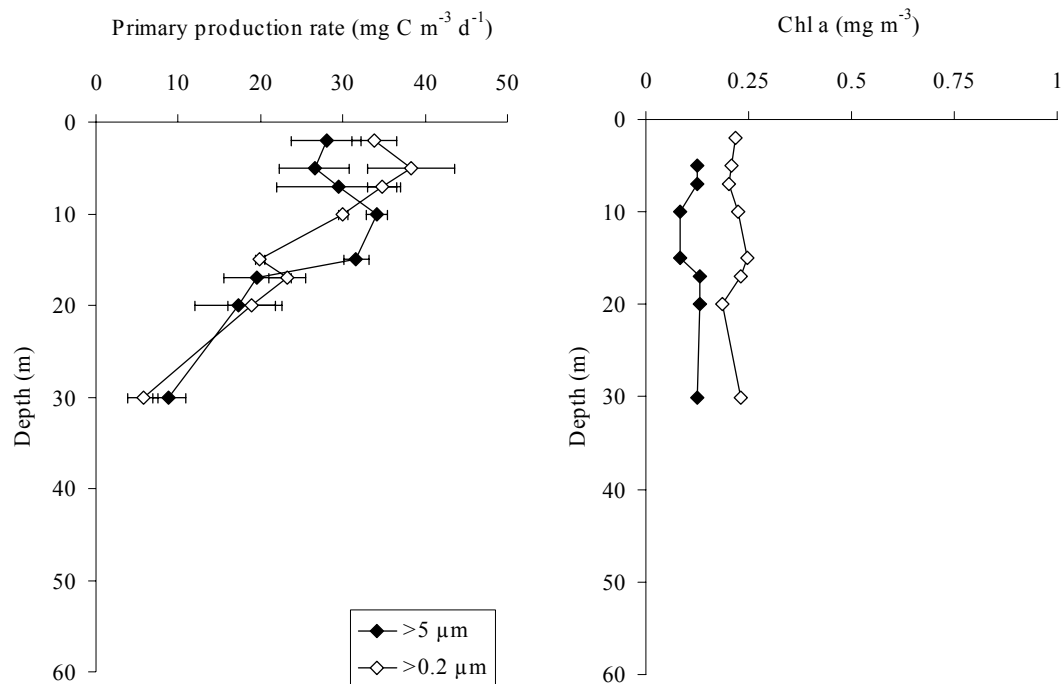 Primary production rate (mg C m⁻³ d⁻¹)
0 10 20 30 40 50
0
10
20
30
40
50
60
Depth (m)
>5 µm
>0.2 µm
Chl a (mg m⁻³)
0 0.25 0.5 0.75 1
0
10
20
30
40
50
60
Depth (m)